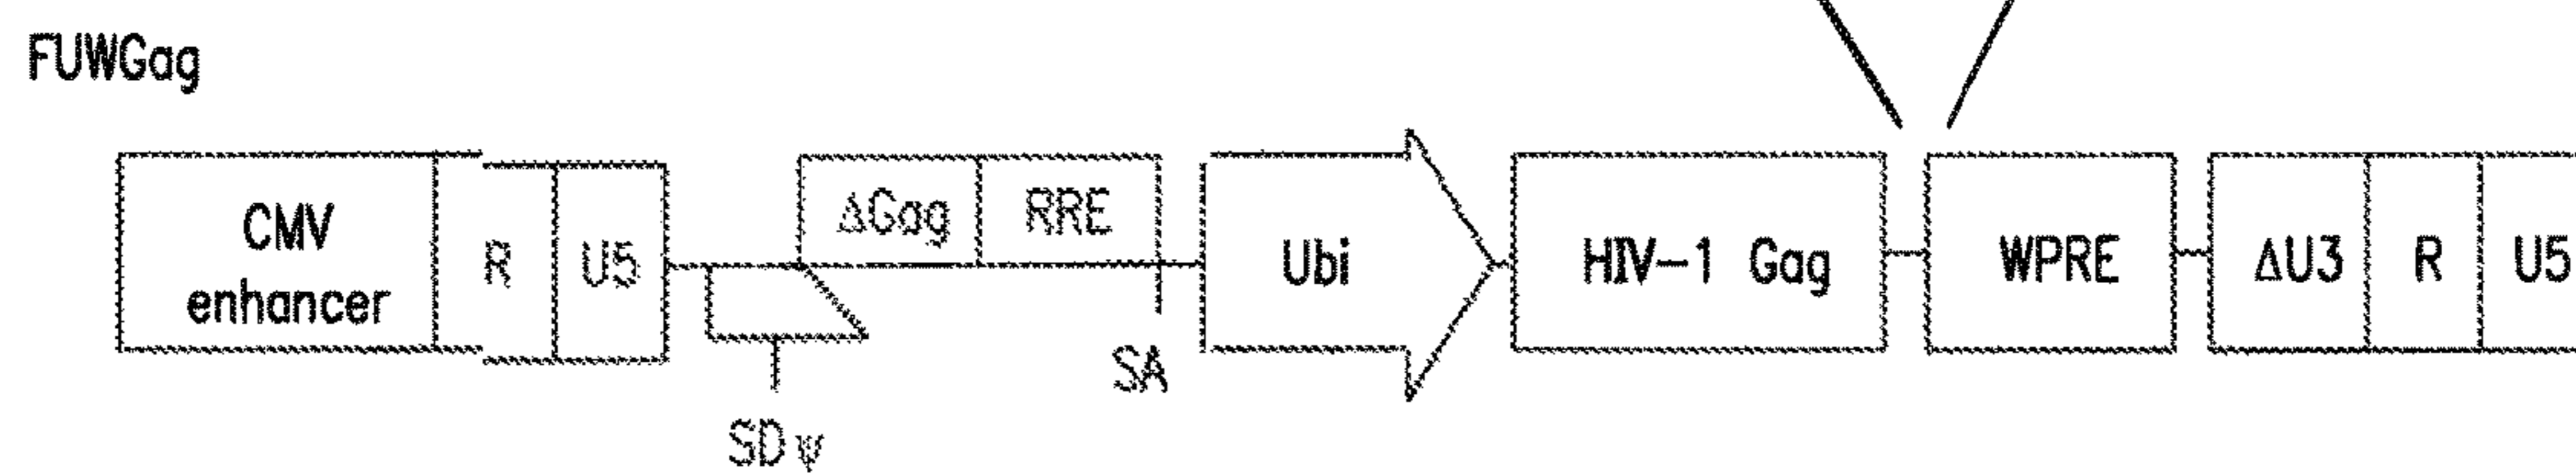 FUWGag
CMV
enhancer
R
U5
ΔGag
RRE
Ubi
HIV-1 Gag
WPRE
ΔU3
R
U5
SA
SD ψ